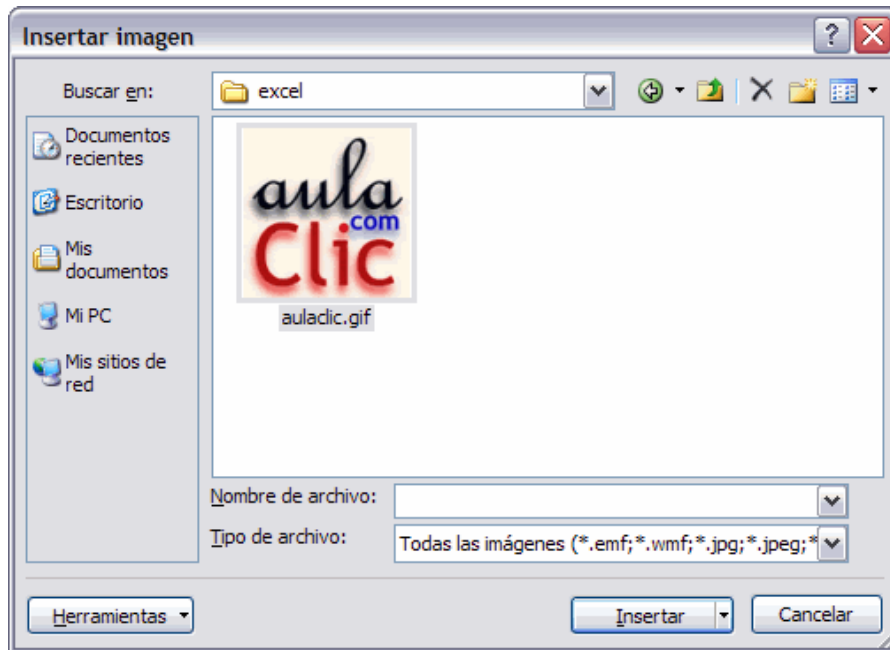 Insertar imagen
Buscar en:
excel
Documentos
recientes
Escritorio
Mis
documentos
Mi PC
Mis sitios de
red
aula
.com
Clic
aulaclic.gif
Nombre de archivo:
Tipo de archivo:
Todas las imágenes (*.emf;*.wmf;*.jpg;*.jpeg;*
Herramientas
Insertar
Cancelar